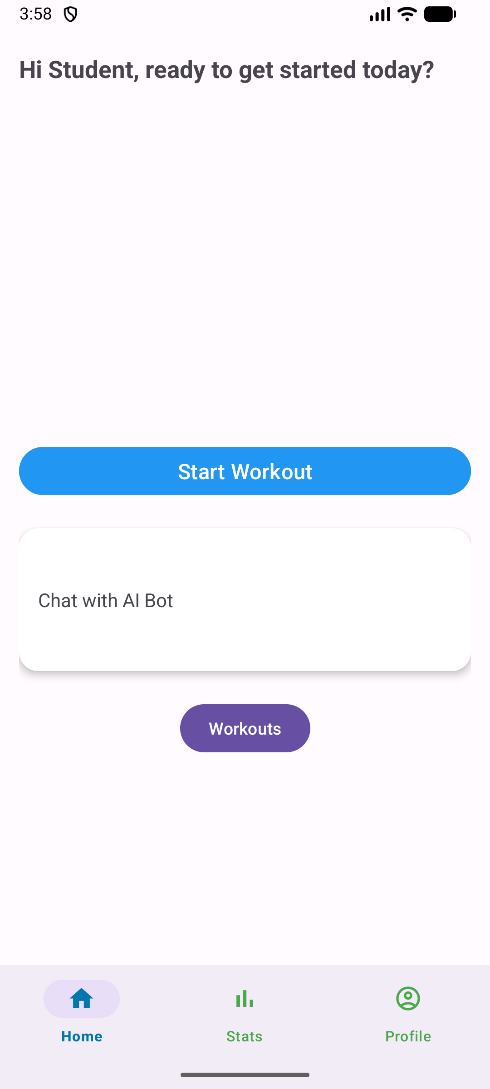 3:58
Hi Student, ready to get started today?
Start Workout
Chat with AI Bot
Workouts
Home
Stats
Profile